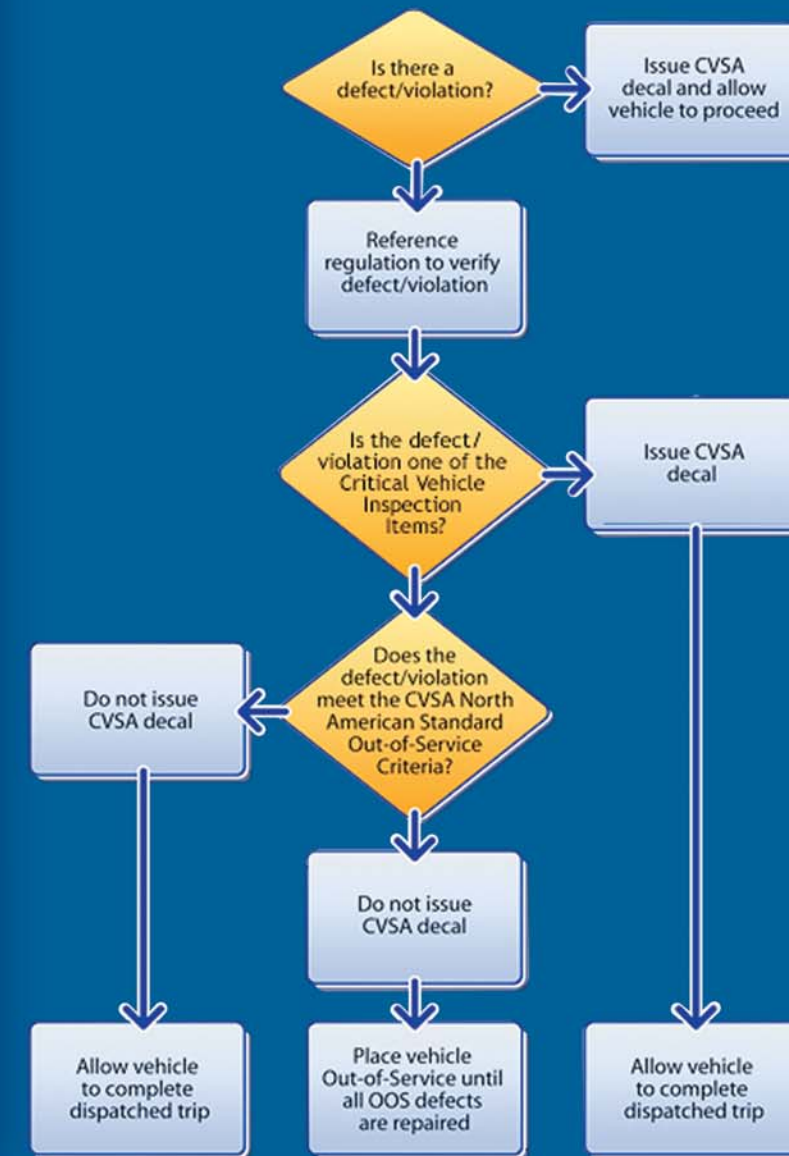 Is there a
defect/violation?
Issue CVSA
decal and allow
vehicle to proceed
Reference
regulation to verify
defect/violation
Is the defect/
violation one of the
Critical Vehicle
Inspection
Items?
Issue CVSA
decal
Does the
defect/violation
meet the CVSA North
American Standard
Out-of-Service
Criteria?
Do not issue
CVSA decal
Do not issue
CVSA decal
Allow vehicle
to complete
dispatched trip
Place vehicle
Out-of-Service until
all OOS defects
are repaired
Allow vehicle
to complete
dispatched trip